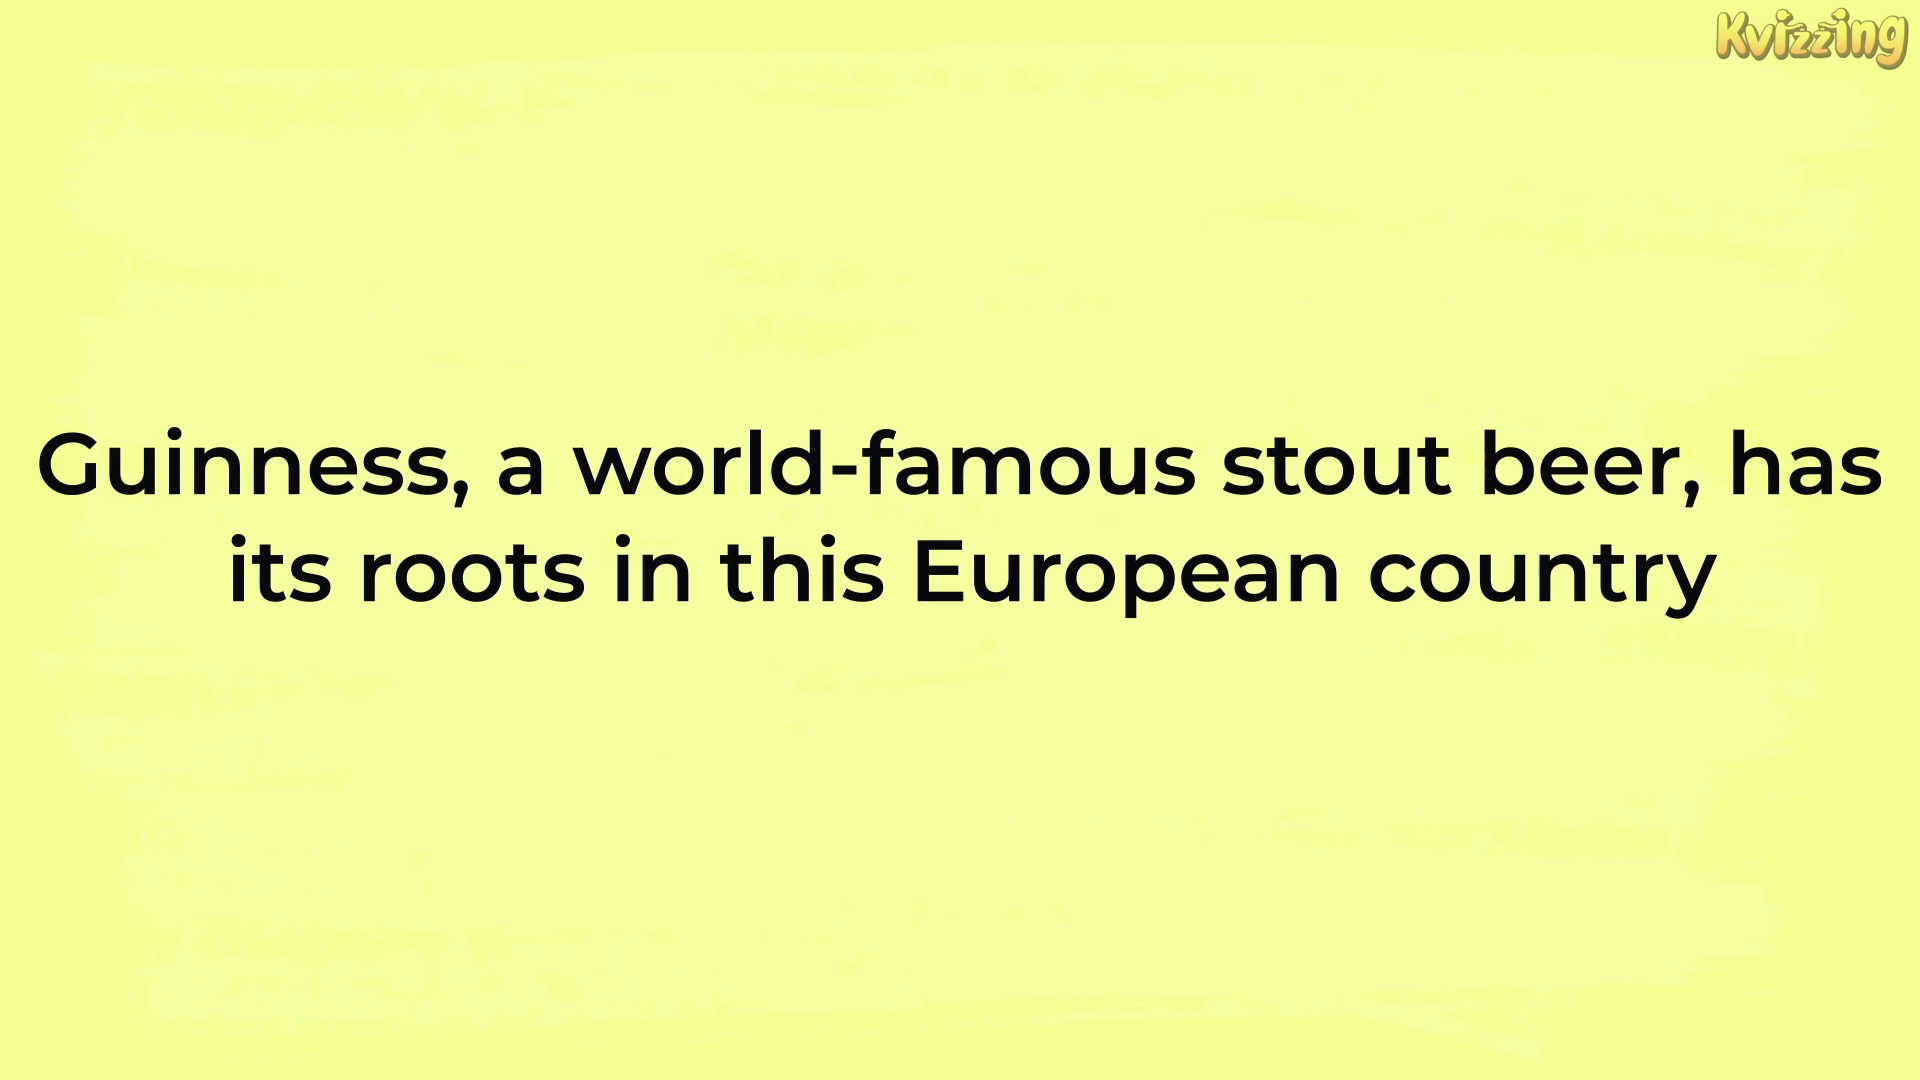 Kvizzing
Guinness, a world-famous stout beer, has
its roots in this European country